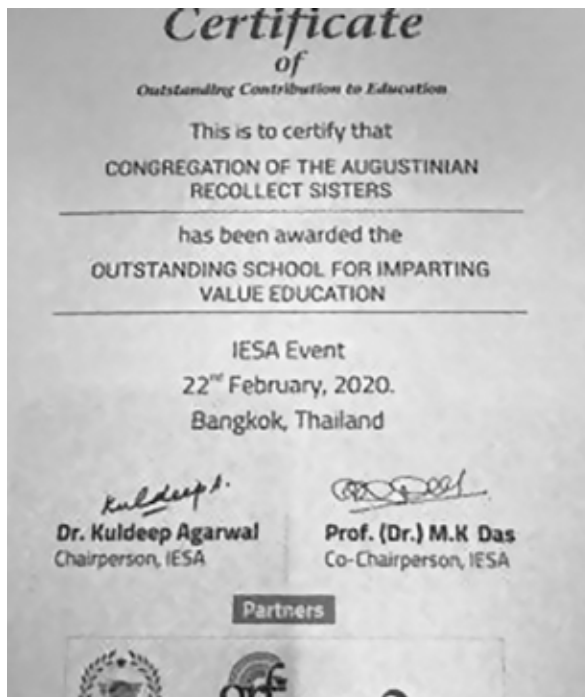 Certificate
of
Outstanding Contribution to Education
This is to certify that
CONGREGATION OF THE AUGUSTINIAN
RECOLLECT SISTERS
has been awarded the
OUTSTANDING SCHOOL FOR IMPARTING
VALUE EDUCATION
IESA Event
22nd February, 2020.
Bangkok, Thailand
Kuldeep A.
Dr. Kuldeep Agarwal
Chairperson, IESA
Prof. (Dr.) M.K Das
Co-Chairperson, IESA
Partners